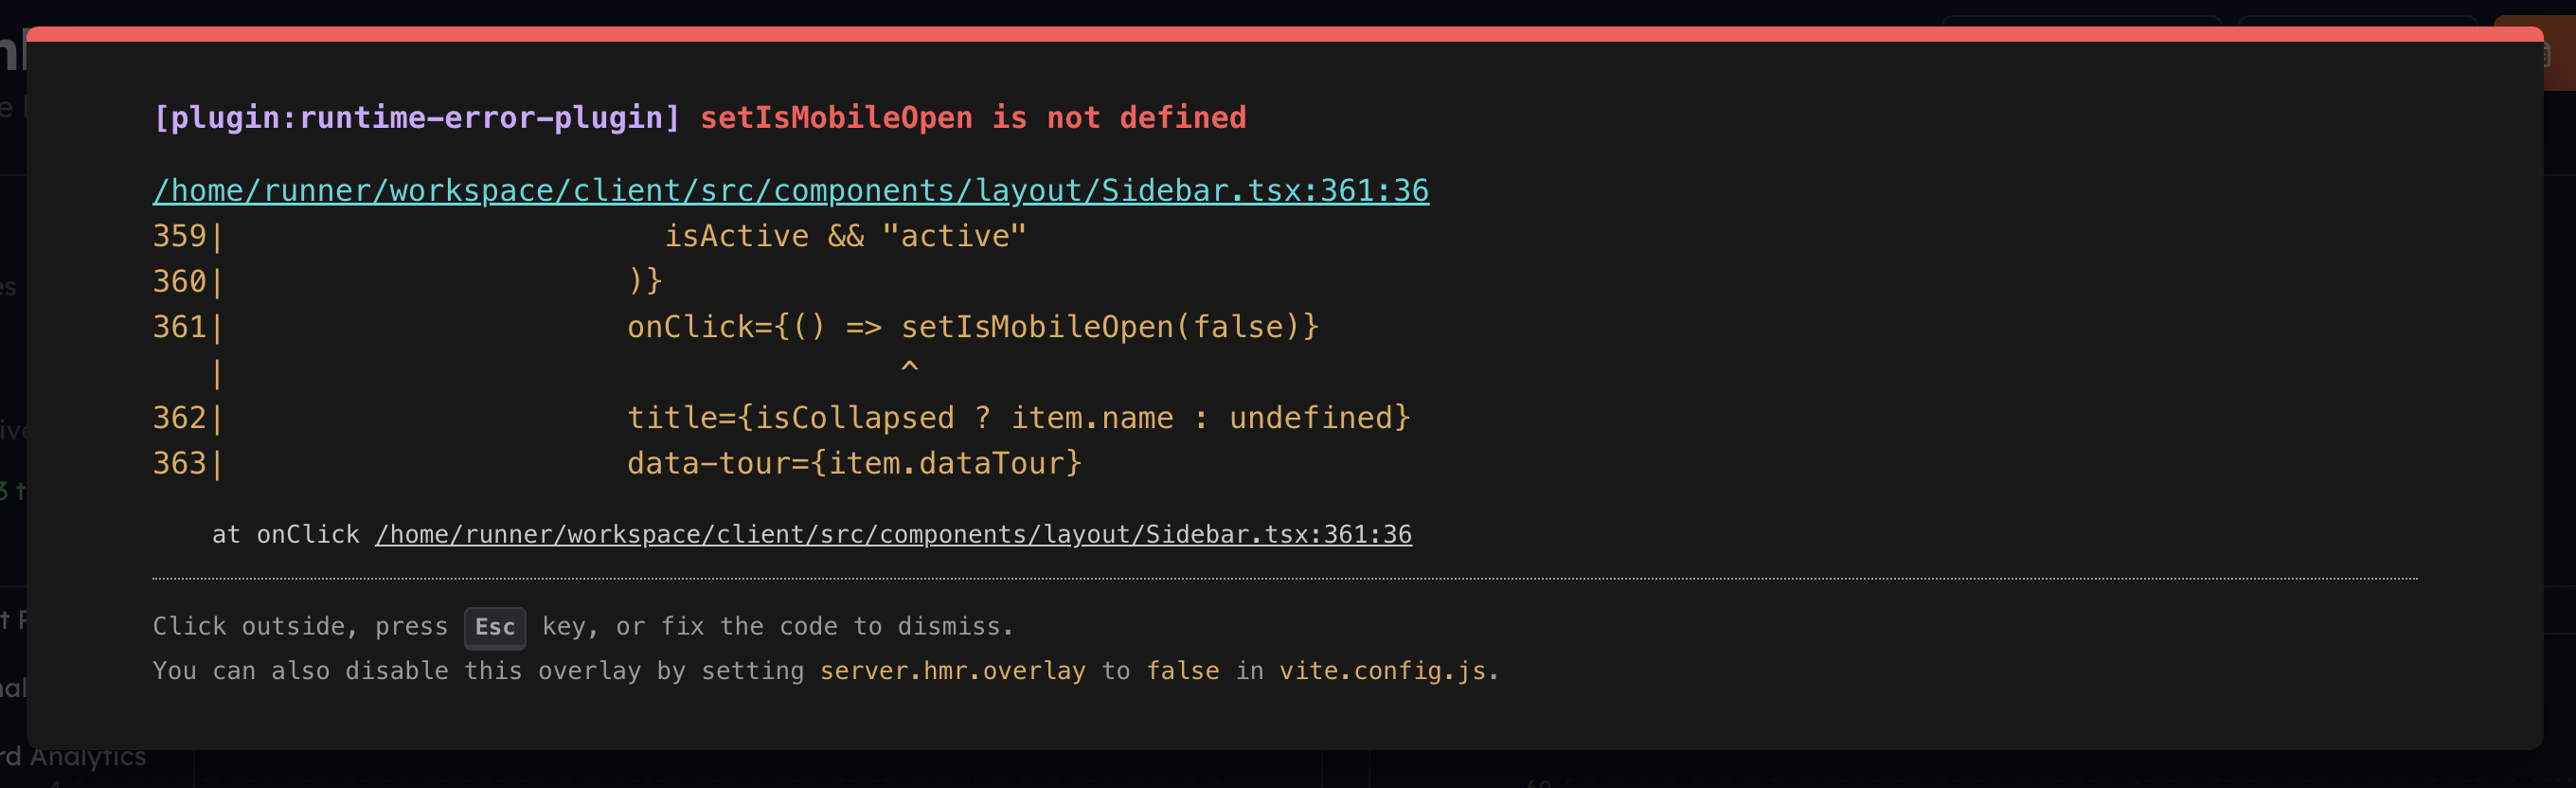 [plugin:runtime-error-plugin] setIsMobileOpen is not defined
/home/runner/workspace/client/src/components/layout/Sidebar.tsx:361:36
359|                        isActive && "active"
360|                      )}
361|                      onClick={() => setIsMobileOpen(false)}
   |                                     ^
362|                      title={isCollapsed ? item.name : undefined}
363|                      data-tour={item.dataTour}
at onClick /home/runner/workspace/client/src/components/layout/Sidebar.tsx:361:36
Click outside, press Esc key, or fix the code to dismiss.
You can also disable this overlay by setting server.hmr.overlay to false in vite.config.js.
Analytics